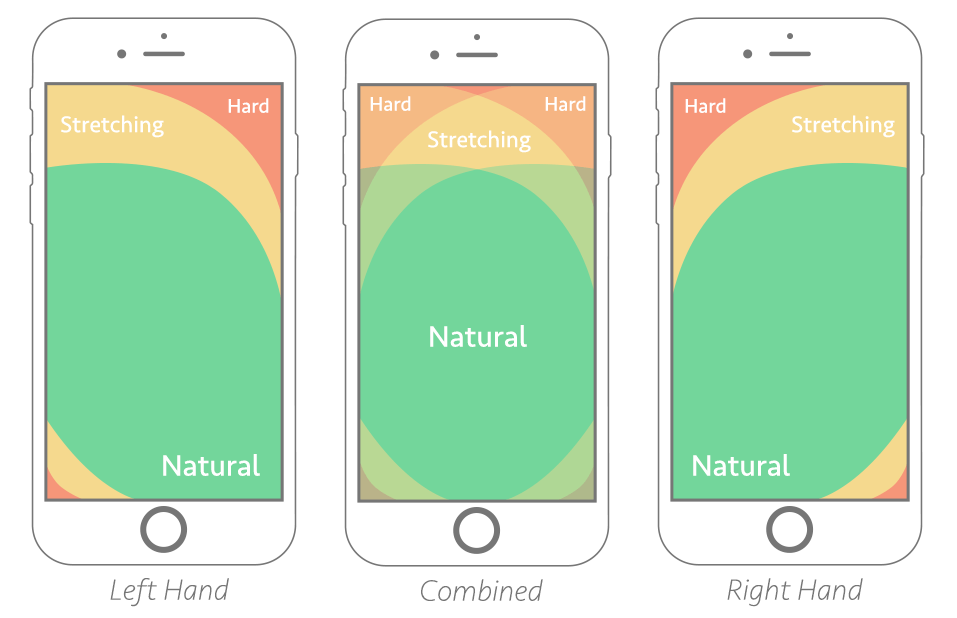 Hard
Stretching
Natural
Left Hand
Hard
Hard
Stretching
Natural
Combined
Hard
Stretching
Natural
Right Hand